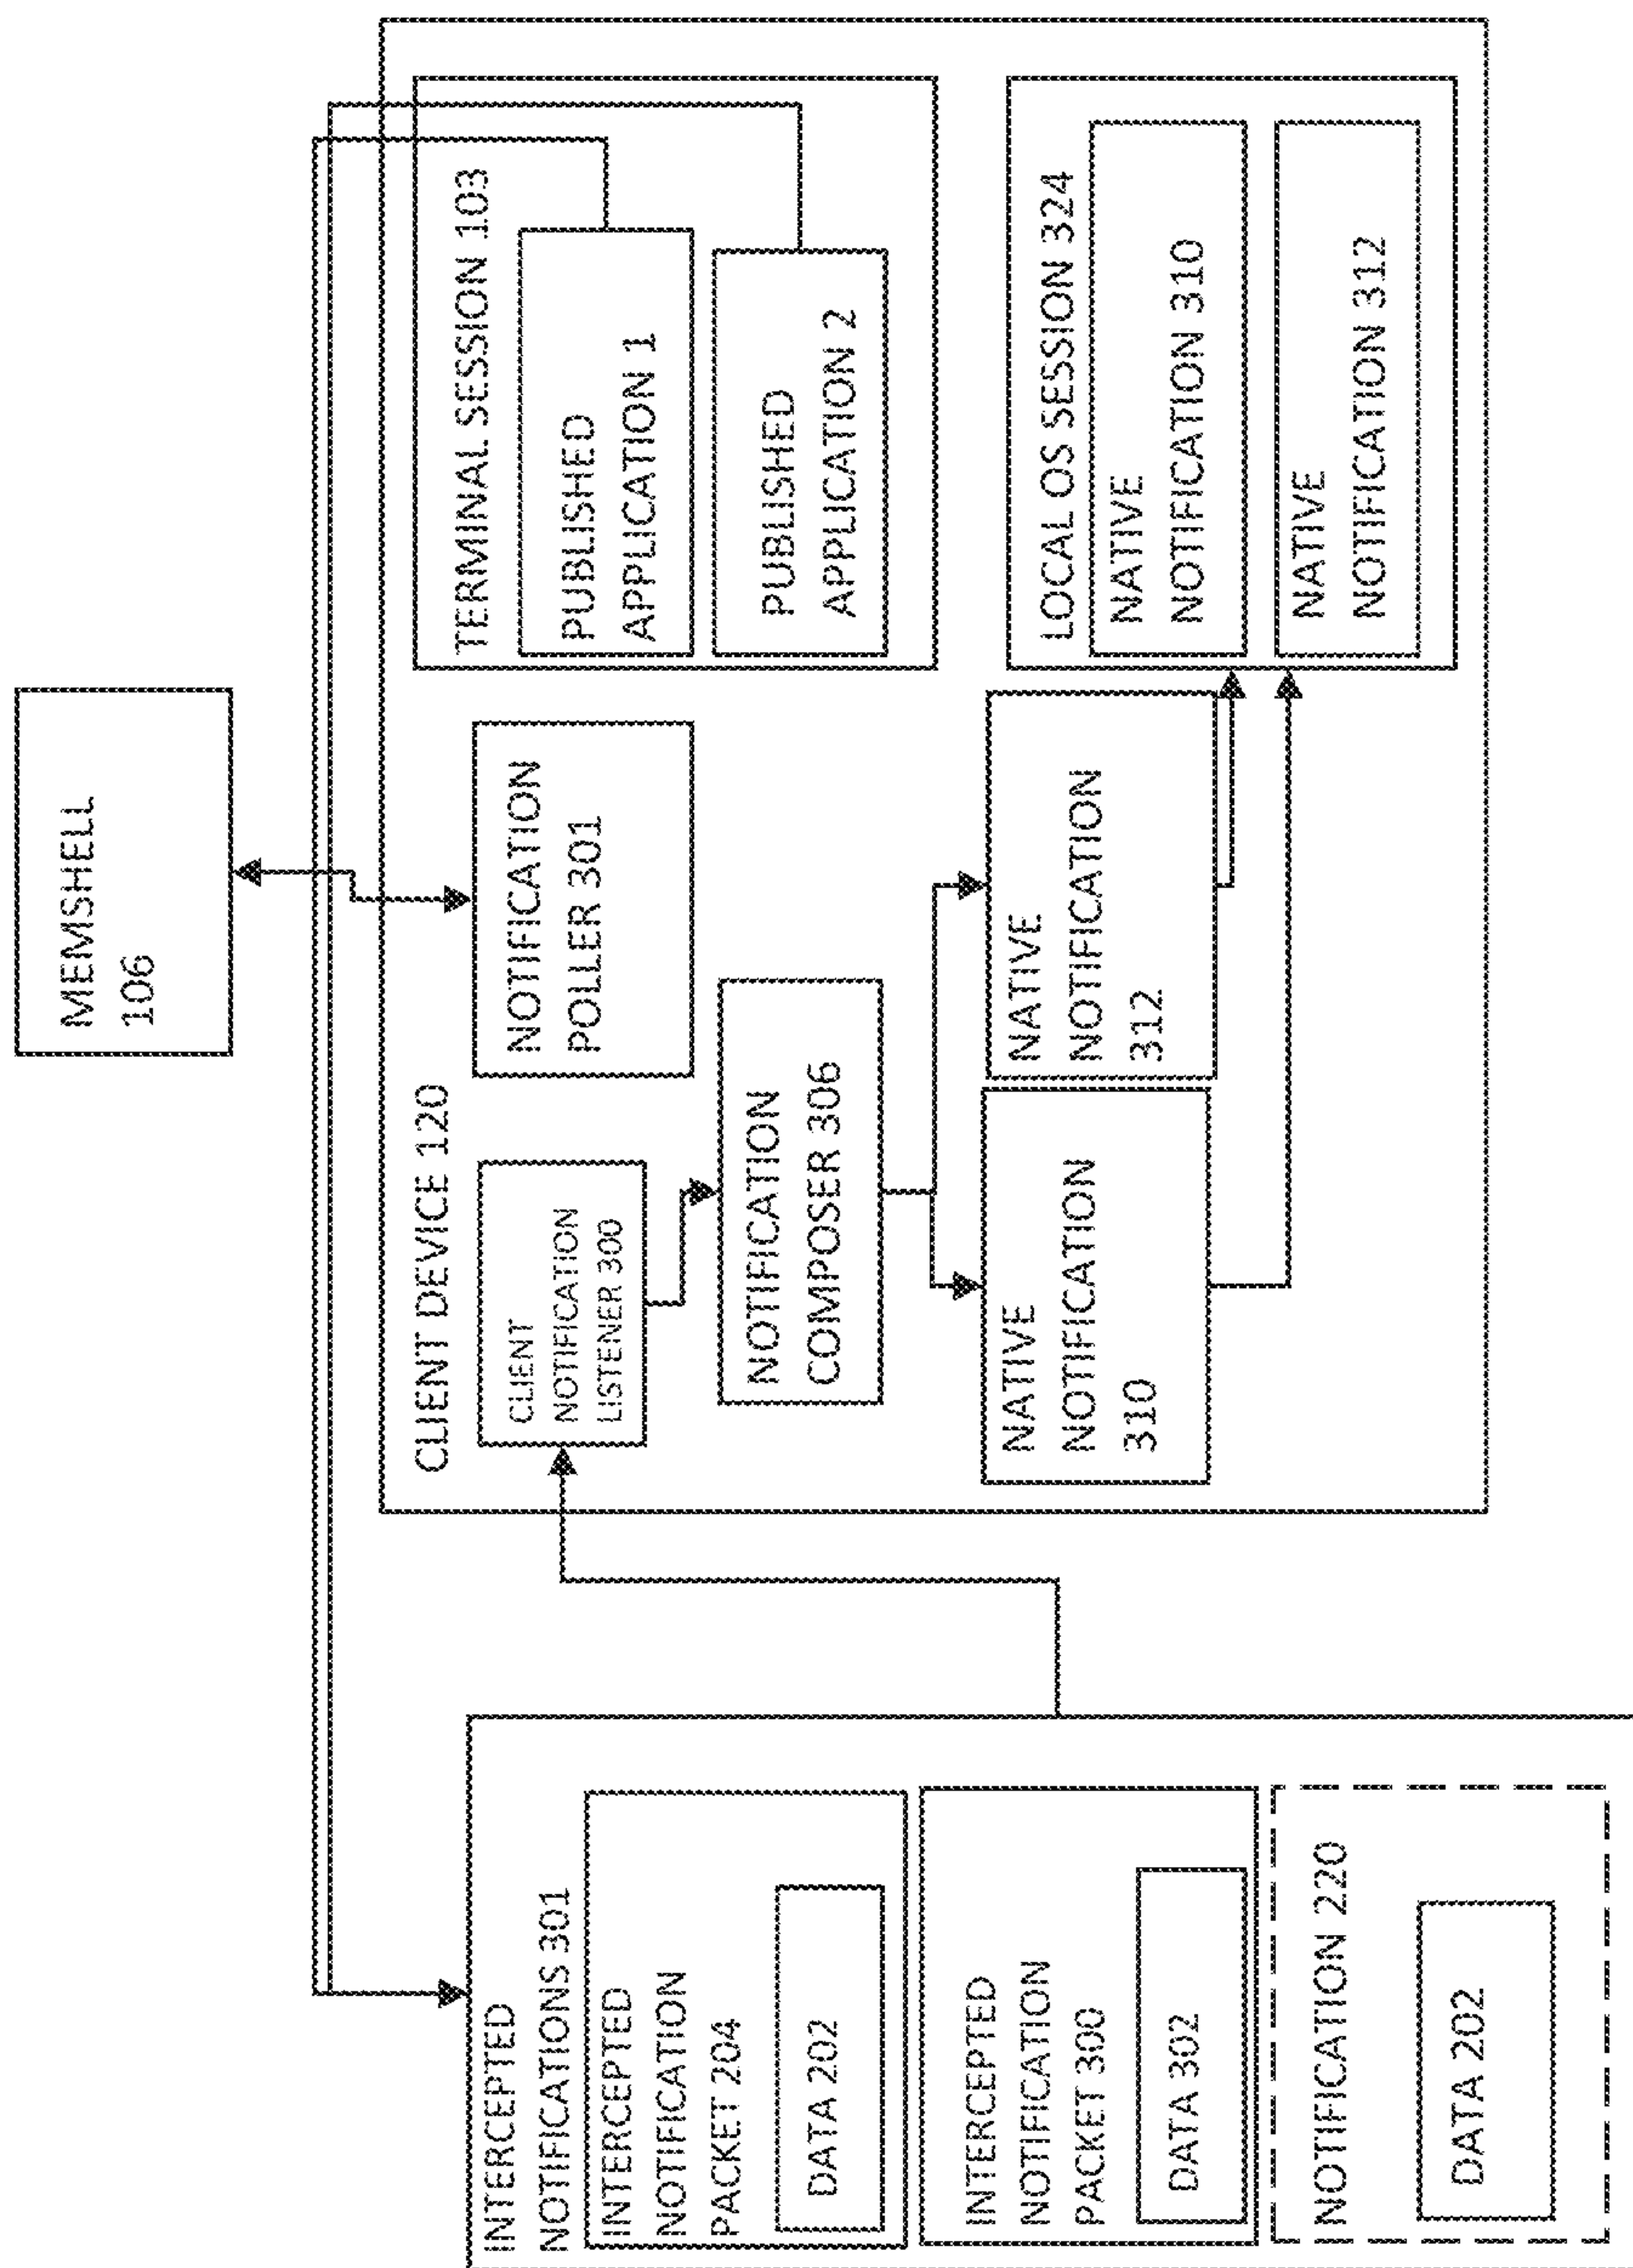 MEMSHELL
106
CLIENT DEVICE 120
CLIENT
NOTIFICATION
LISTENER 300
NOTIFICATION
POLLER 301
TERMINAL SESSION 103
PUBLISHED
APPLICATION 1
PUBLISHED
APPLICATION 2
NOTIFICATION
COMPOSER 306
NATIVE
NOTIFICATION
310
NATIVE
NOTIFICATION
312
LOCAL OS SESSION 324
NATIVE
NOTIFICATION 310
NATIVE
NOTIFICATION 312
INTERCEPTED
NOTIFICATIONS 301
INTERCEPTED
NOTIFICATION
PACKET 204
DATA 202
INTERCEPTED
NOTIFICATION
PACKET 300
DATA 302
NOTIFICATION 220
DATA 202